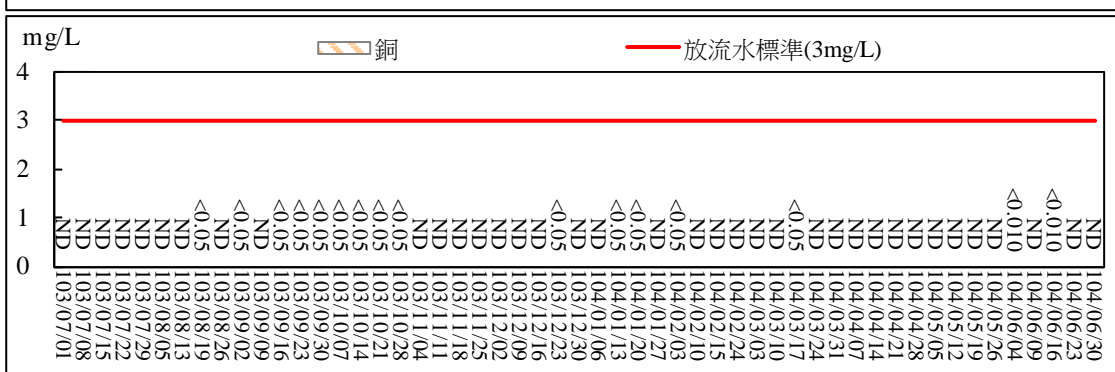 mg/L
銅
放流水標準(3mg/L)
4
3
2
1
0
ND
ND
ND
ND
ND
ND
ND
<0.05
ND
<0.05
ND
<0.05
<0.05
<0.05
<0.05
<0.05
<0.05
<0.05
ND
ND
ND
ND
ND
ND
ND
<0.05
ND
ND
<0.05
<0.05
ND
<0.05
ND
ND
ND
ND
ND
<0.05
ND
ND
ND
ND
ND
ND
ND
ND
ND
ND
<0.010
ND
<0.010
ND
ND
103/07/01
103/07/08
103/07/15
103/07/22
103/07/29
103/08/05
103/08/13
103/08/19
103/08/26
103/09/02
103/09/09
103/09/16
103/09/23
103/09/30
103/10/07
103/10/14
103/10/21
103/10/28
103/11/04
103/11/11
103/11/18
103/11/25
103/12/02
103/12/09
103/12/16
103/12/23
103/12/30
104/01/06
104/01/13
104/01/20
104/01/27
104/02/03
104/02/10
104/02/15
104/02/24
104/03/03
104/03/10
104/03/17
104/03/24
104/03/31
104/04/07
104/04/14
104/04/21
104/04/28
104/05/05
104/05/12
104/05/19
104/05/26
104/06/04
104/06/09
104/06/16
104/06/23
104/06/30